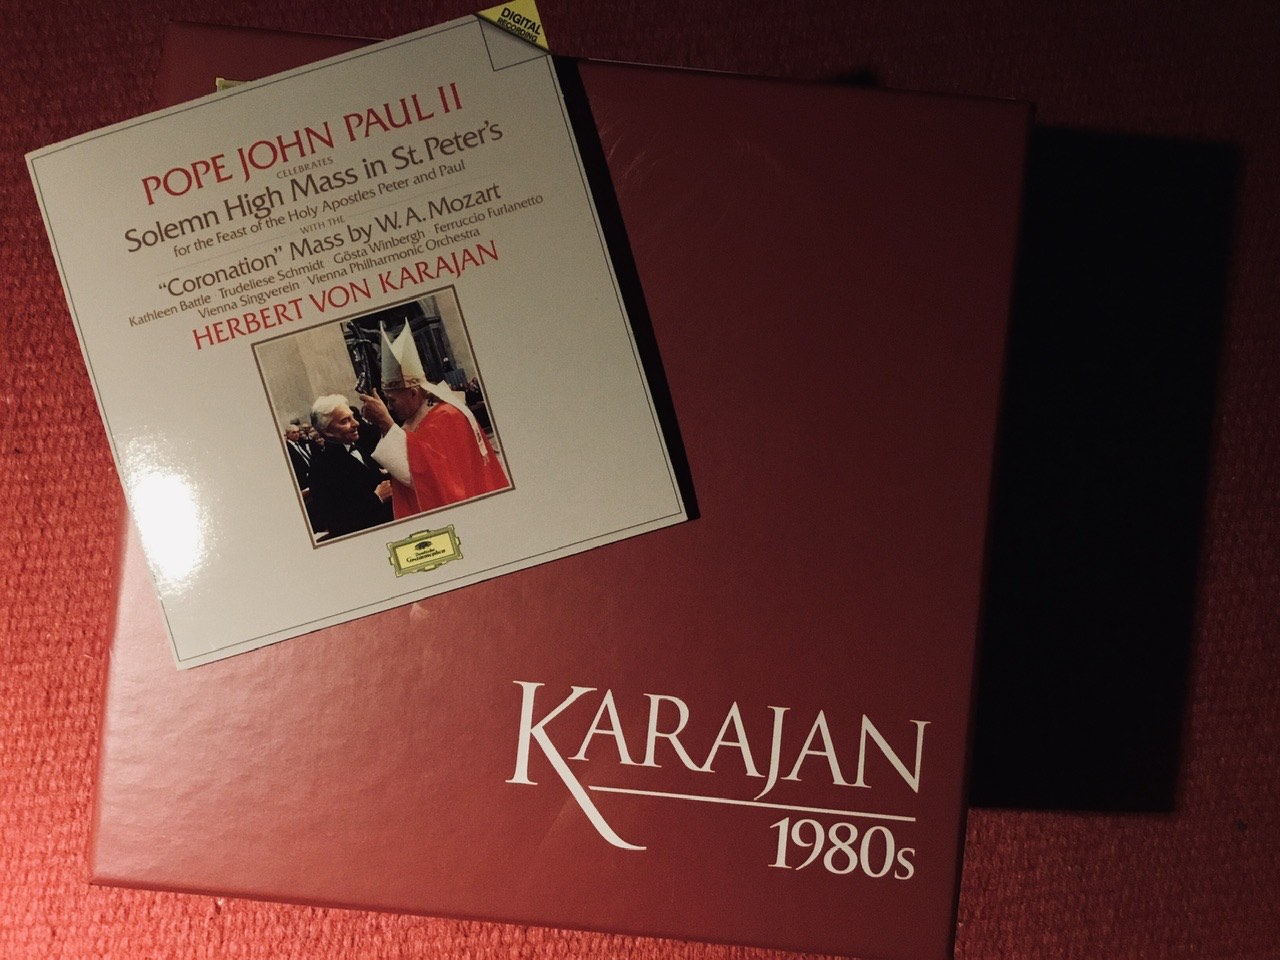 DIGITAL
RECORDING
POPE JOHN PAUL II
CELEBRATES
Solemn High Mass in St. Peter's
for the Feast of the Holy Apostles Peter and Paul
WITH THE
“Coronation” Mass by W. A. Mozart
Kathleen Battle Trudeliese Schmidt Gösta Winbergh Ferruccio Furlanetto
Vienna Singverein Vienna Philharmonic Orchestra
HERBERT VON KARAJAN
Deutsche
Grammophon
KARAJAN
1980s